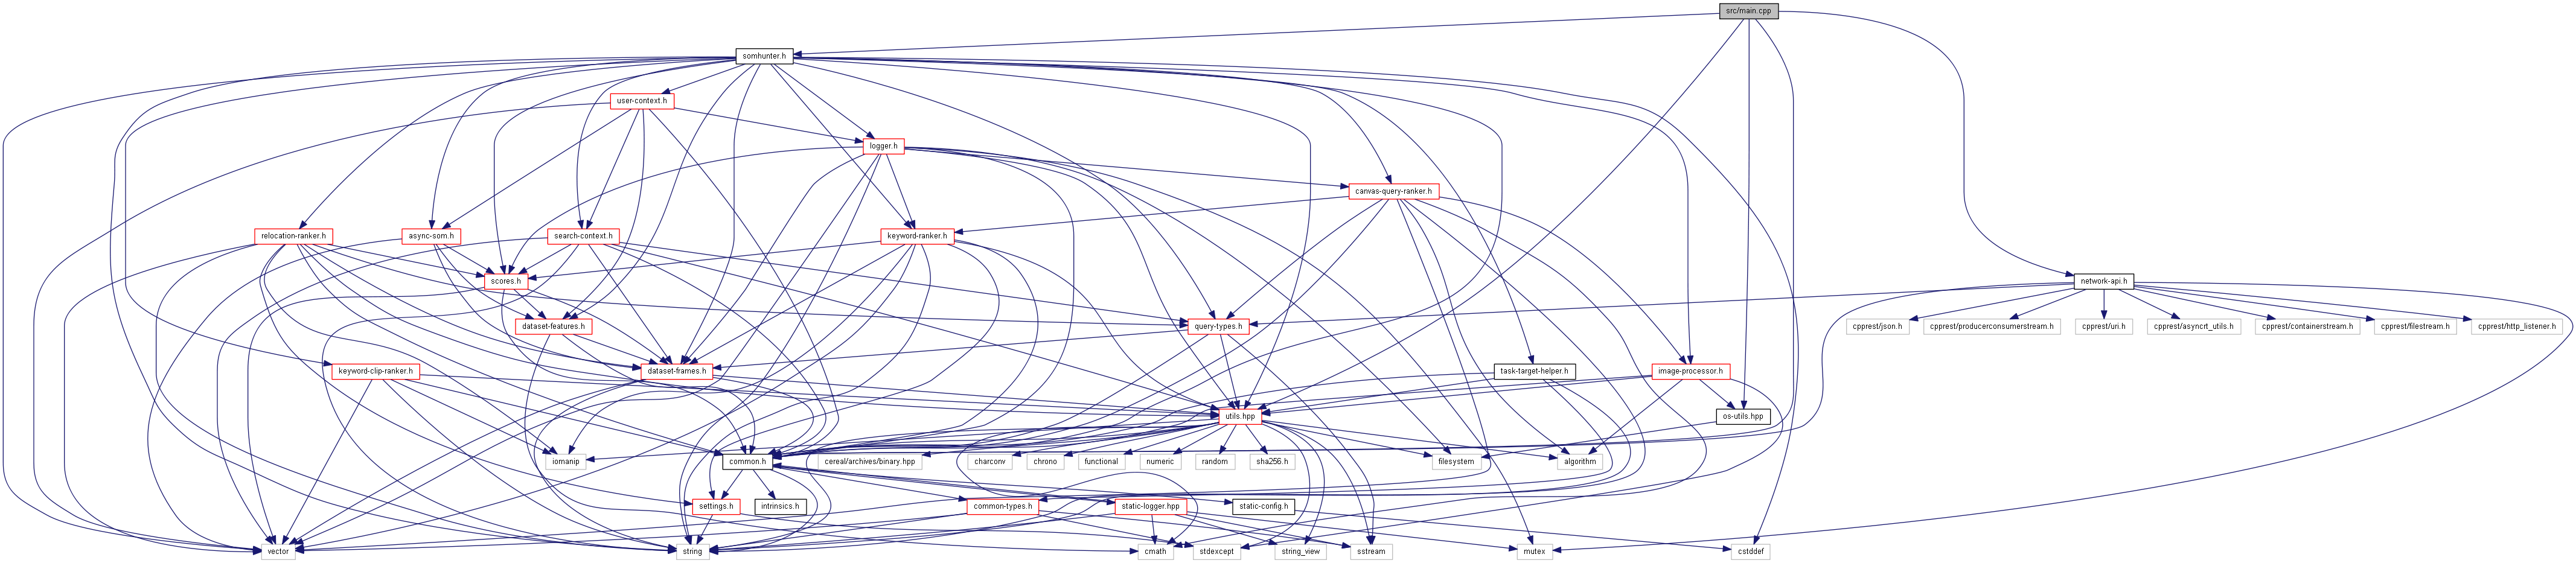 src/main.cpp
somhunter.h
user-context.h
logger.h
canvas-query-ranker.h
relocation-ranker.h
async-som.h
search-context.h
keyword-ranker.h
scores.h
network-api.h
dataset-features.h
query-types.h
cpprest/json.h
cpprest/producerconsumerstream.h
cpprest/uri.h
cpprest/asyncrt_utils.h
cpprest/containerstream.h
cpprest/filestream.h
cpprest/http_listener.h
keyword-clip-ranker.h
dataset-frames.h
task-target-helper.h
image-processor.h
utils.hpp
os-utils.hpp
iomanip
common.h
cereal/archives/binary.hpp
charconv
chrono
functional
numeric
random
sha256.h
filesystem
algorithm
settings.h
intrinsics.h
common-types.h
static-logger.hpp
static-config.h
vector
string
cmath
stdexcept
string_view
sstream
mutex
cstddef